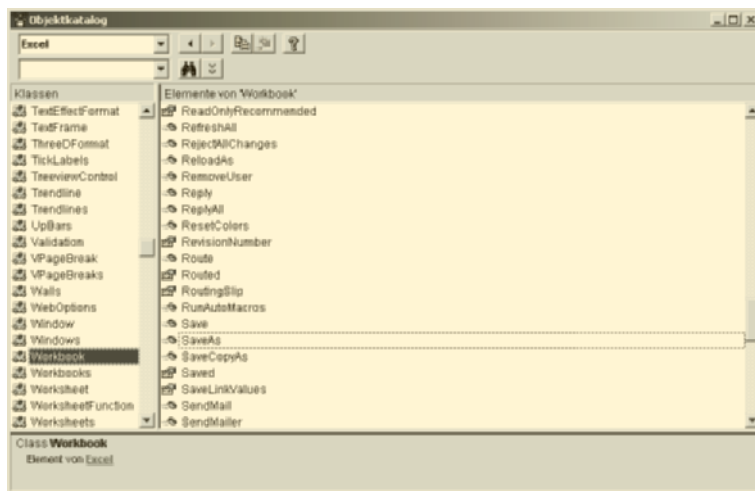 Objektkatalog
Excel
Klassen
TextEffectFormat
TextFrame
ThreeDFormat
TickLabels
TreeviewControl
Trendline
Trendlines
UpBars
Validation
VPageBreak
VPageBreaks
Walls
WebOptions
Window
Windows
Workbook
Workbooks
Worksheet
WorksheetFunction
Worksheets
Elemente von 'Workbook'
ReadOnlyRecommended
RefreshAll
RejectAllChanges
ReloadAs
RemoveUser
Reply
ReplyAll
ResetColors
RevisionNumber
Route
Routed
RoutingSlip
RunAutoMacros
Save
SaveAs
SaveCopyAs
Saved
SaveLinkValues
SendMail
SendMailer
Class Workbook
Element von Excel